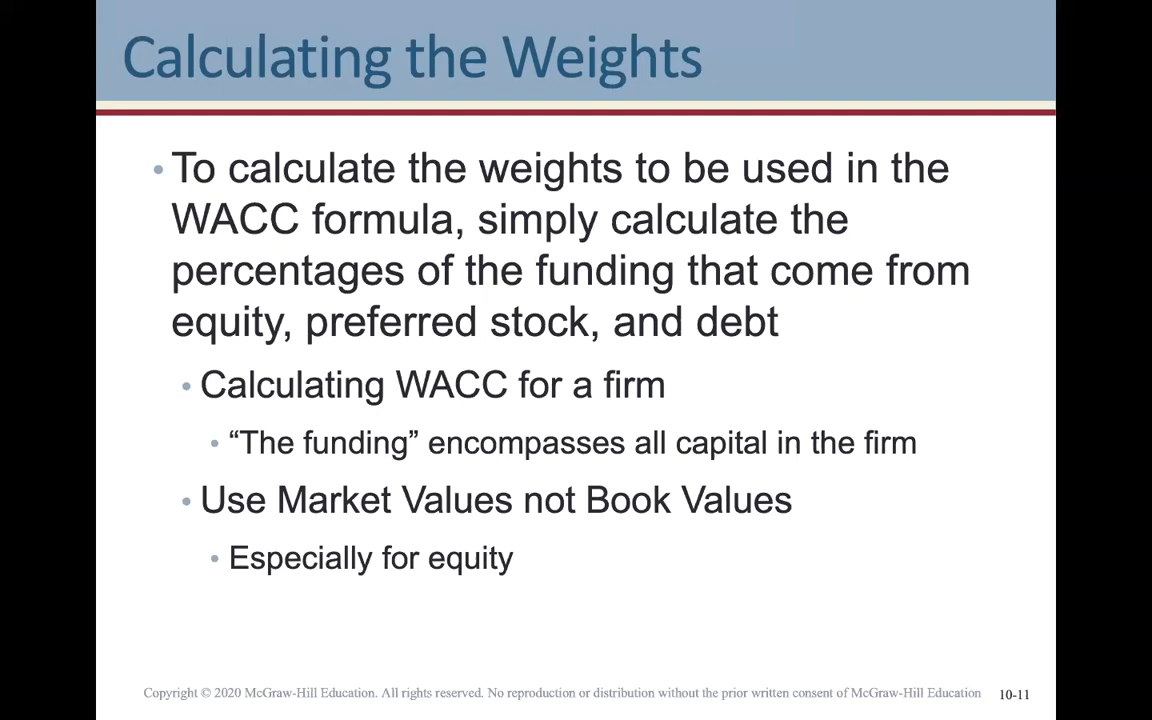 Calculating the Weights
• To calculate the weights to be used in the
WACC formula, simply calculate the
percentages of the funding that come from
equity, preferred stock, and debt
• Calculating WACC for a firm
• “The funding” encompasses all capital in the firm
• Use Market Values not Book Values
• Especially for equity
Copyright © 2020 McGraw-Hill Education. All rights reserved. No reproduction or distribution without the prior written consent of McGraw-Hill Education 10-11